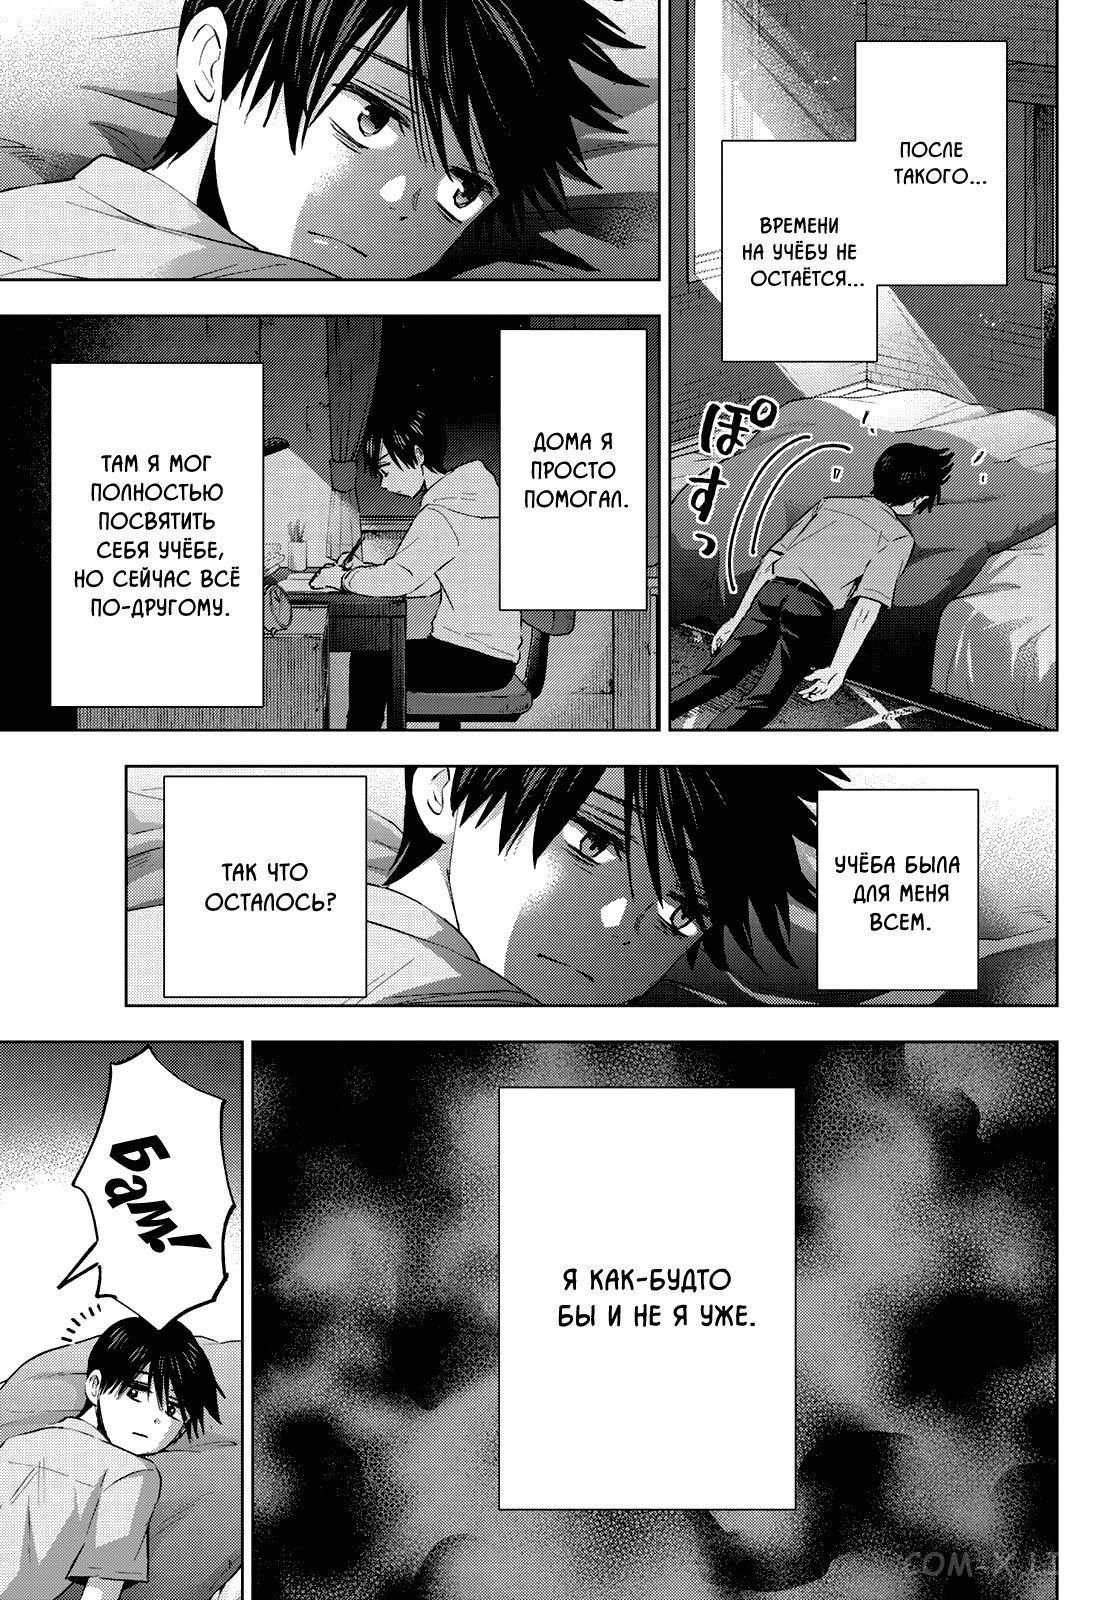 ПОСЛЕ
ТАКОГО...
ВРЕМЕНИ
НА УЧЁБУ НЕ
ОСТАЁТСЯ...
ぽすっ
ДОМА Я
ПРОСТО
ПОМОГАЛ.
ТАМ Я МОГ
ПОЛНОСТЬЮ
ПОСВЯТИТЬ
СЕБЯ УЧЁБЕ,
НО СЕЙЧАС ВСЁ
ПО-ДРУГОМУ.
УЧЁБА БЫЛА
ДЛЯ МЕНЯ
ВСЕМ.
ТАК ЧТО
ОСТАЛОСЬ?
Я КАК-БУДТО
БЫ И НЕ Я УЖЕ.
Бам!
COM-X.LI